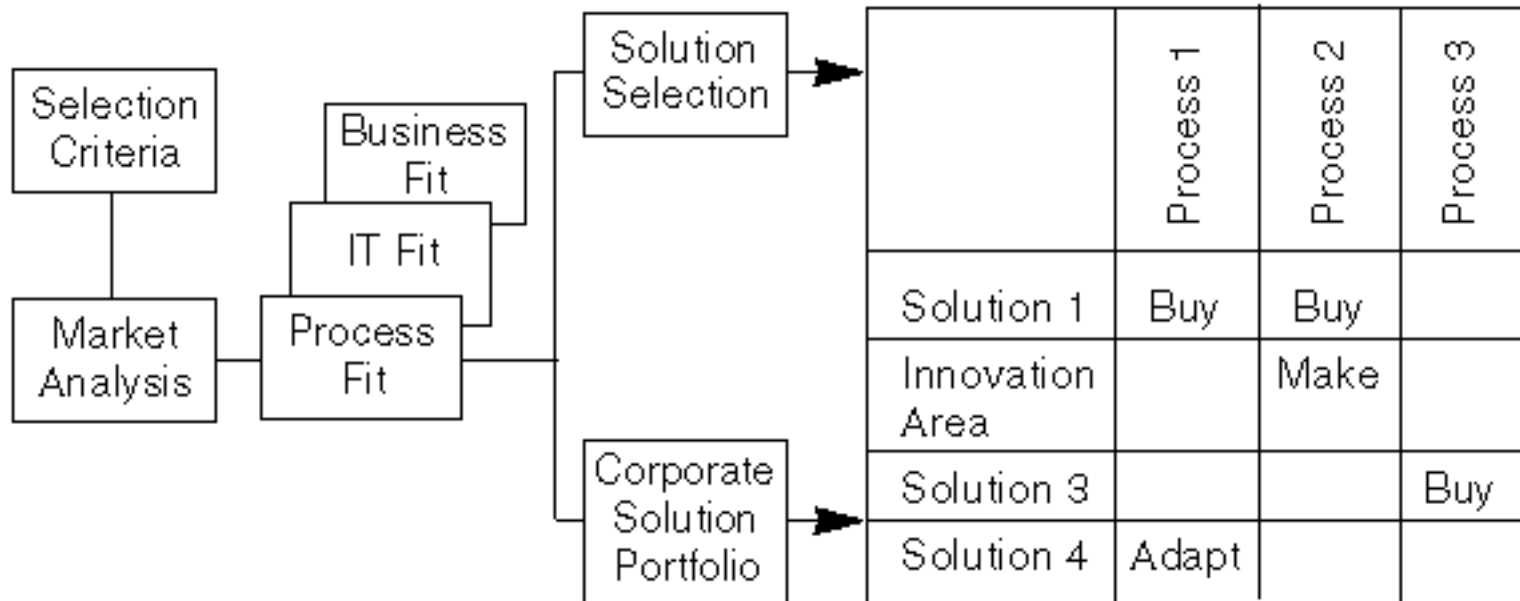 Selection
Criteria
Market
Analysis
Business
Fit
IT Fit
Process
Fit
Solution
Selection
Corporate
Solution
Portfolio
Process 1
Process 2
Process 3
Solution 1 Buy Buy
Innovation Make
Area
Solution 3 Buy
Solution 4 Adapt